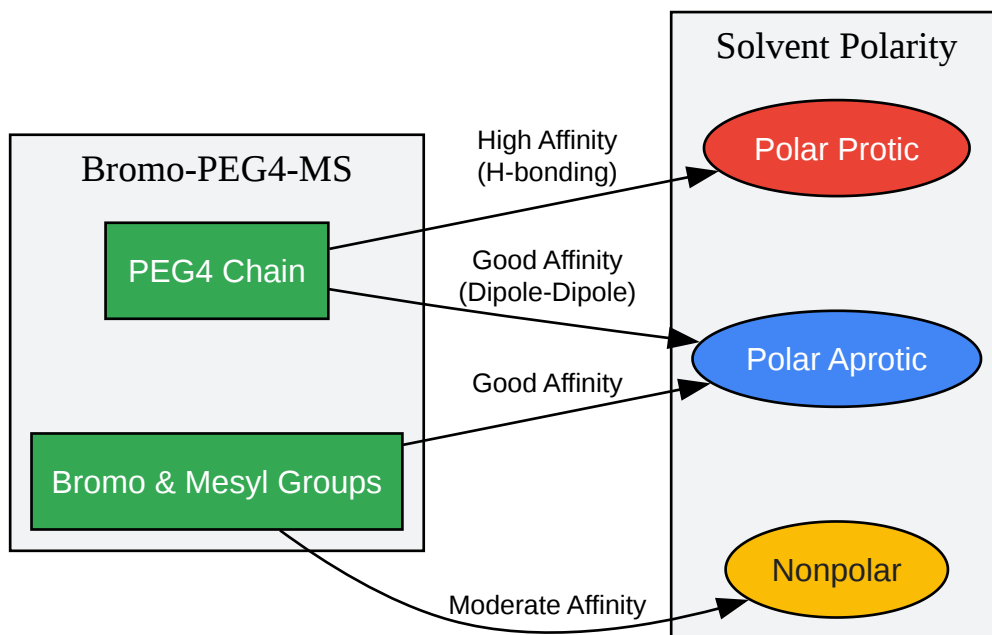 Solvent Polarity
Polar Protic
High Affinity
(H-bonding)
Bromo-PEG4-MS
PEG4 Chain
Good Affinity
(Dipole-Dipole)
Polar Aprotic
Good Affinity
Bromo & Mesyl Groups
Nonpolar
Moderate Affinity